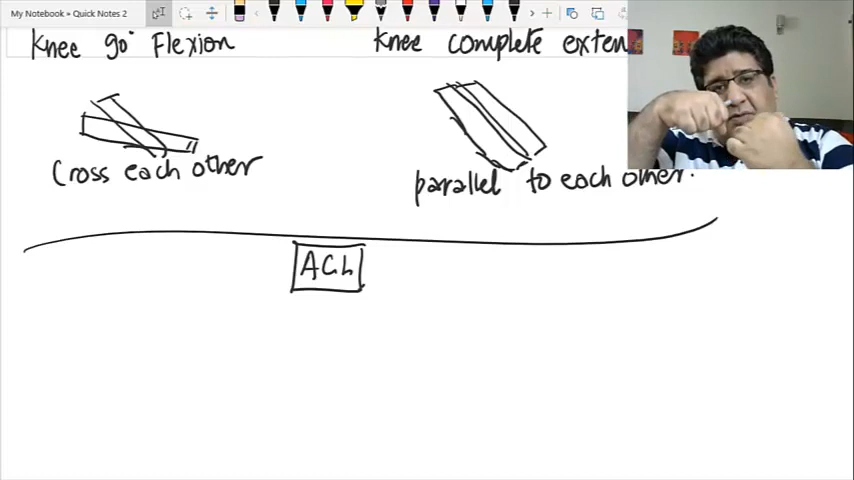 My Notebook » Quick Notes 2
Knee 90° Flexion
Knee complete exten
Cross each other
parallel to each other.
ACL